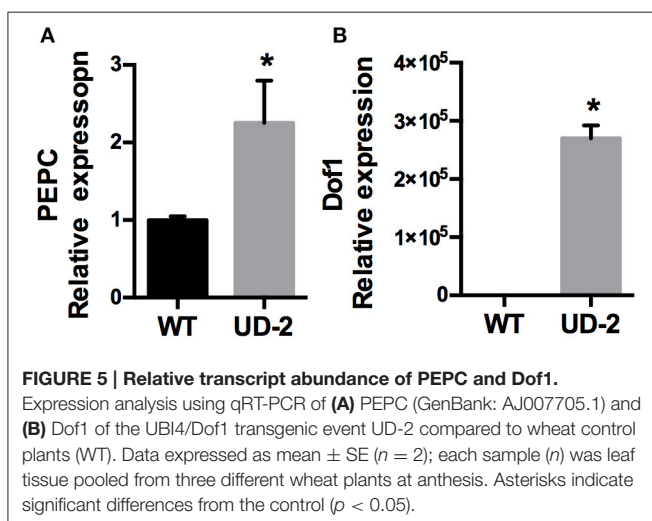 A
PEPC
Relative expressopn
3
2
1
0
*
WT
UD-2
B
Dof1
Relative expression
4×10⁵
3×10⁵
2×10⁵
1×10⁵
0
*
WT
UD-2
FIGURE 5 | Relative transcript abundance of PEPC and Dof1.
Expression analysis using qRT-PCR of (A) PEPC (GenBank: AJ007705.1) and
(B) Dof1 of the UBI4/Dof1 transgenic event UD-2 compared to wheat control
plants (WT). Data expressed as mean ± SE (n = 2); each sample (n) was leaf
tissue pooled from three different wheat plants at anthesis. Asterisks indicate
significant differences from the control (p < 0.05).